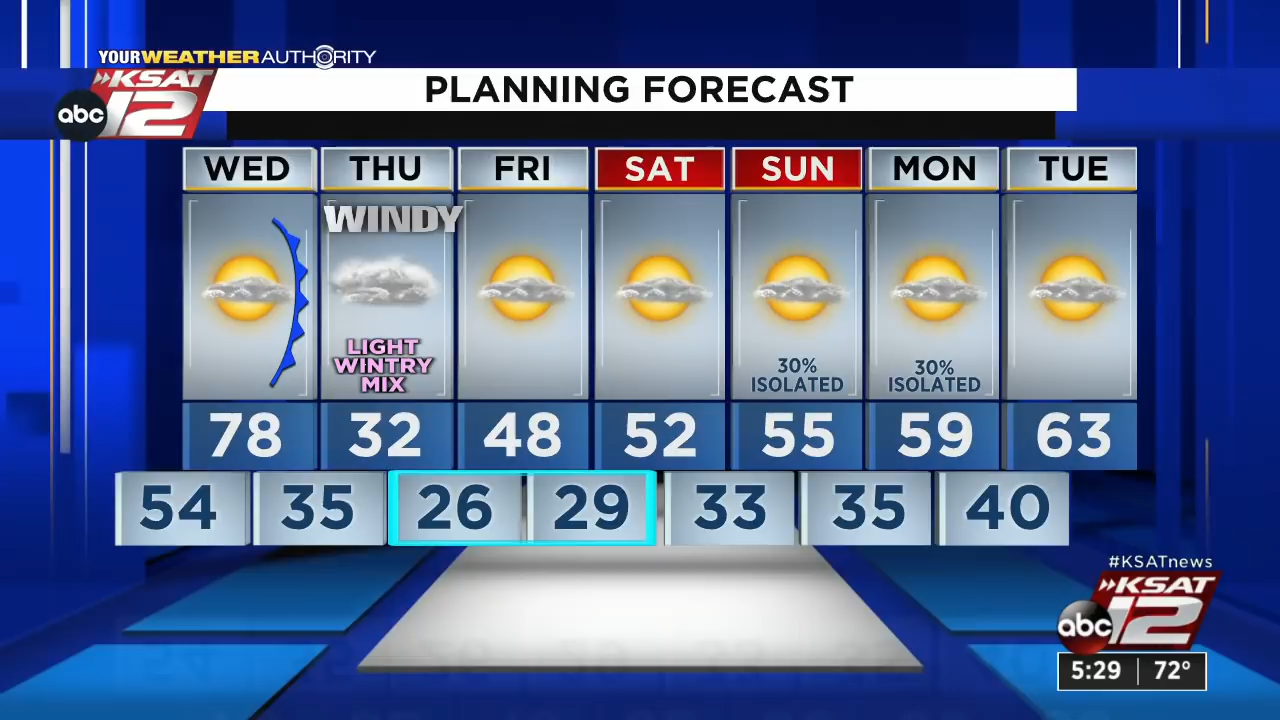 YOURWEATHERAUTHORITY
KSAT
abc 12
PLANNING FORECAST
WED THU FRI SAT SUN MON TUE
WINDY
LIGHT
WINTRY
MIX
30%
ISOLATED
30%
ISOLATED
78 32 48 52 55 59 63
54 35 26 29 33 35 40
#KSATnews
KSAT
abc 12
5:29 72°